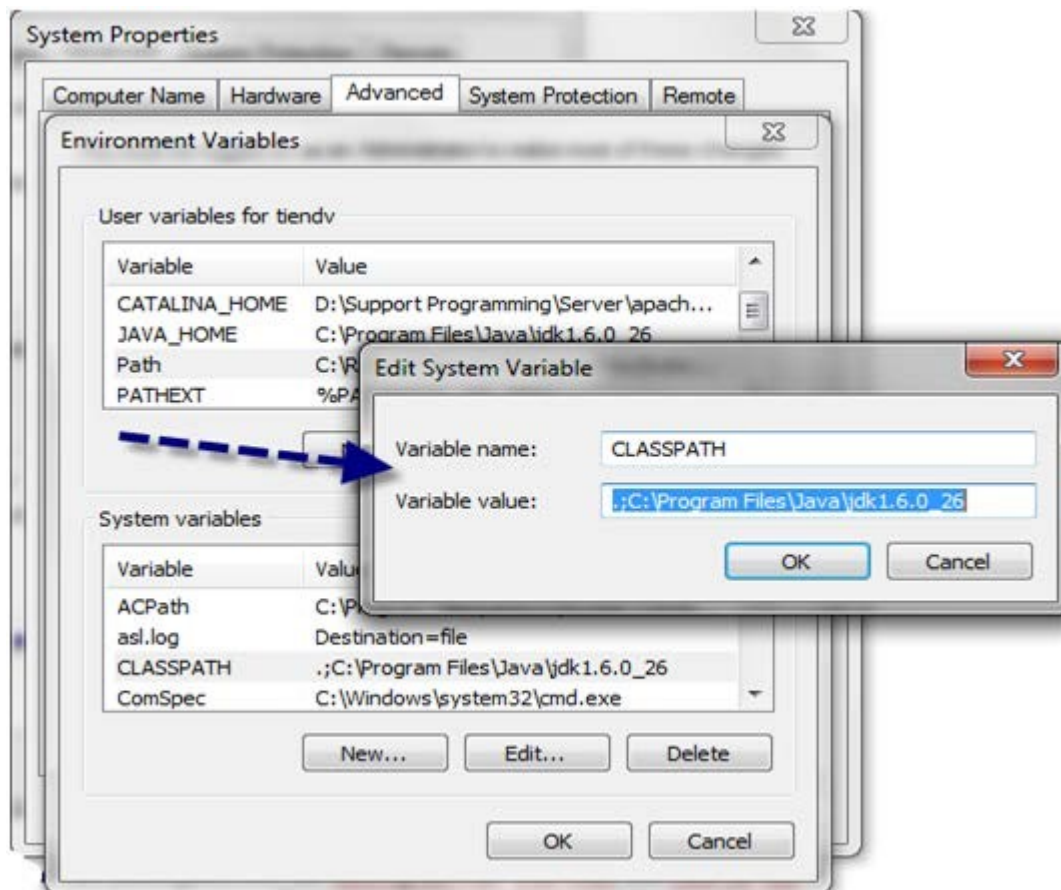 System Properties
Computer Name Hardware Advanced System Protection Remote
Environment Variables
User variables for tiendv
Variable Value
CATALINA_HOME D:\Support Programming\Server\apach...
JAVA_HOME C:\Program Files\Java\jdk1.6.0_26
Path C:\R
PATHEXT %PA
Edit System Variable
Variable name: CLASSPATH
Variable value: .;C:\Program Files\Java\jdk1.6.0_26
OK Cancel
System variables
Variable Valu
ACPath C:\P
asl.log Destination=file
CLASSPATH .;C:\Program Files\Java\jdk1.6.0_26
ComSpec C:\Windows\system32\cmd.exe
New... Edit... Delete
OK Cancel